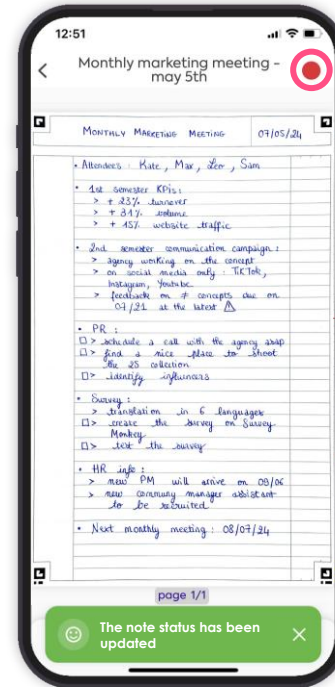 12:51
Monthly marketing meeting -
may 5th
MONTHLY MARKETING MEETING 07/05/24
• Attendees: Kate, Max, Leo, Sam
• 1st semester KPIs:
> + 23% turnover
> + 31% volume
> + 45% website traffic
• 2nd semester communication campaign:
> agency working on the concept
> on social media only: TikTok,
Instagram, Youtube.
> feedback on ≠ concepts due on
07/21 at the latest ⚠
• PR:
□> schedule a call with the agency asap
□> find a nice place to shoot
the 25 collection
□> identify influencers
• Survey:
> translation in 6 languages
□> create the survey on Survey
Monkey
□> test the survey
• HR info:
> new PM will arrive on 09/06
> new manager assistant
to be recruited
• Next monthly meeting: 08/07/24
page 1/1
The note status has been
updated